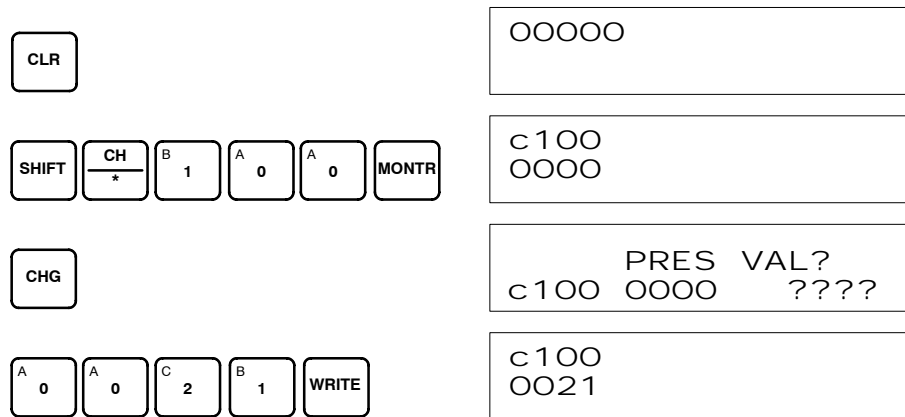 CLR
00000
SHIFT CH * B 1 A 0 A 0 MONTR
c100
0000
CHG
PRES VAL?
c100 0000 ????
A 0 A 0 C 2 B 1 WRITE
c100
0021